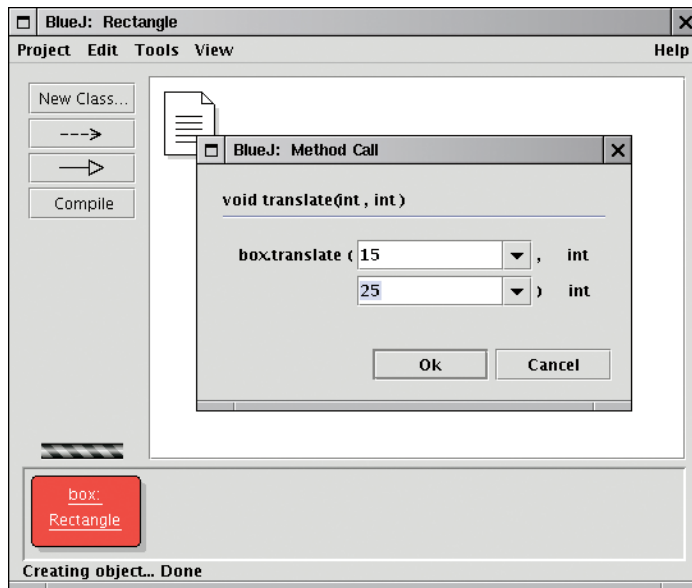 BlueJ: Rectangle
Project Edit Tools View Help
New Class...
Compile
BlueJ: Method Call
void translate(int , int )
box.translate ( 15 , int
25 ) int
Ok Cancel
box:
Rectangle
Creating object... Done